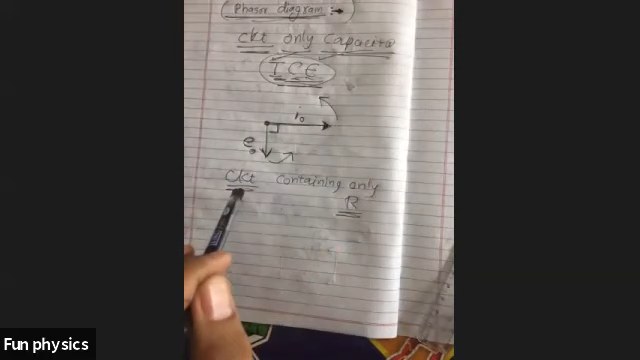 Phasor diagram :→
ckt only Capacitor
ICE
i₀
e₀
Ckt containing only
R
Fun physics